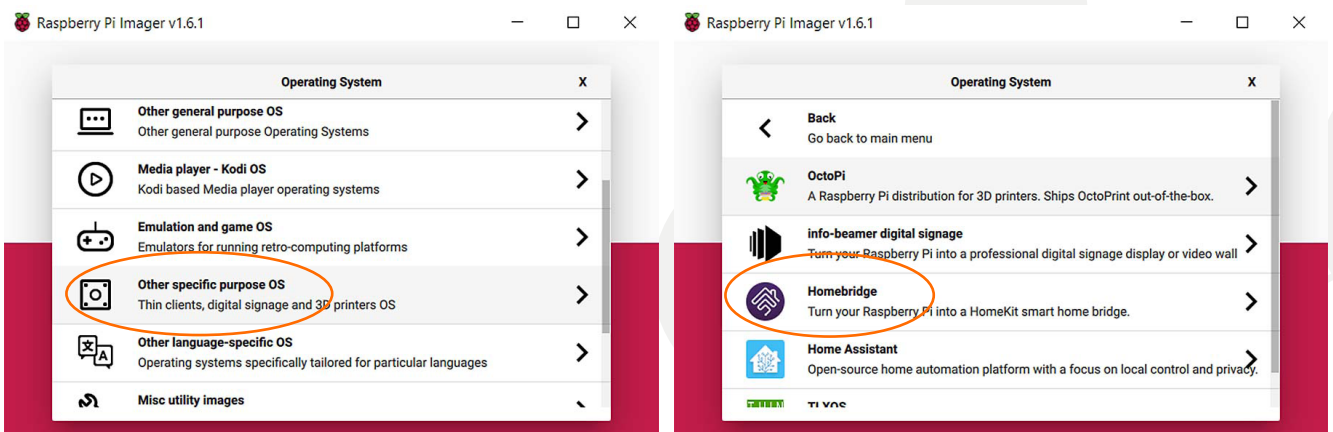 Raspberry Pi Imager v1.6.1
Operating System
X
Other general purpose OS
Other general purpose Operating Systems
Media player - Kodi OS
Kodi based Media player operating systems
Emulation and game OS
Emulators for running retro-computing platforms
Other specific purpose OS
Thin clients, digital signage and 3D printers OS
Other language-specific OS
Operating systems specifically tailored for particular languages
Misc utility images
Raspberry Pi Imager v1.6.1
Operating System
X
Back
Go back to main menu
OctoPi
A Raspberry Pi distribution for 3D printers. Ships OctoPrint out-of-the-box.
info-beamer digital signage
Turn your Raspberry Pi into a professional digital signage display or video wall
Homebridge
Turn your Raspberry Pi into a HomeKit smart home bridge.
Home Assistant
Open-source home automation platform with a focus on local control and privacy.
TLXOS